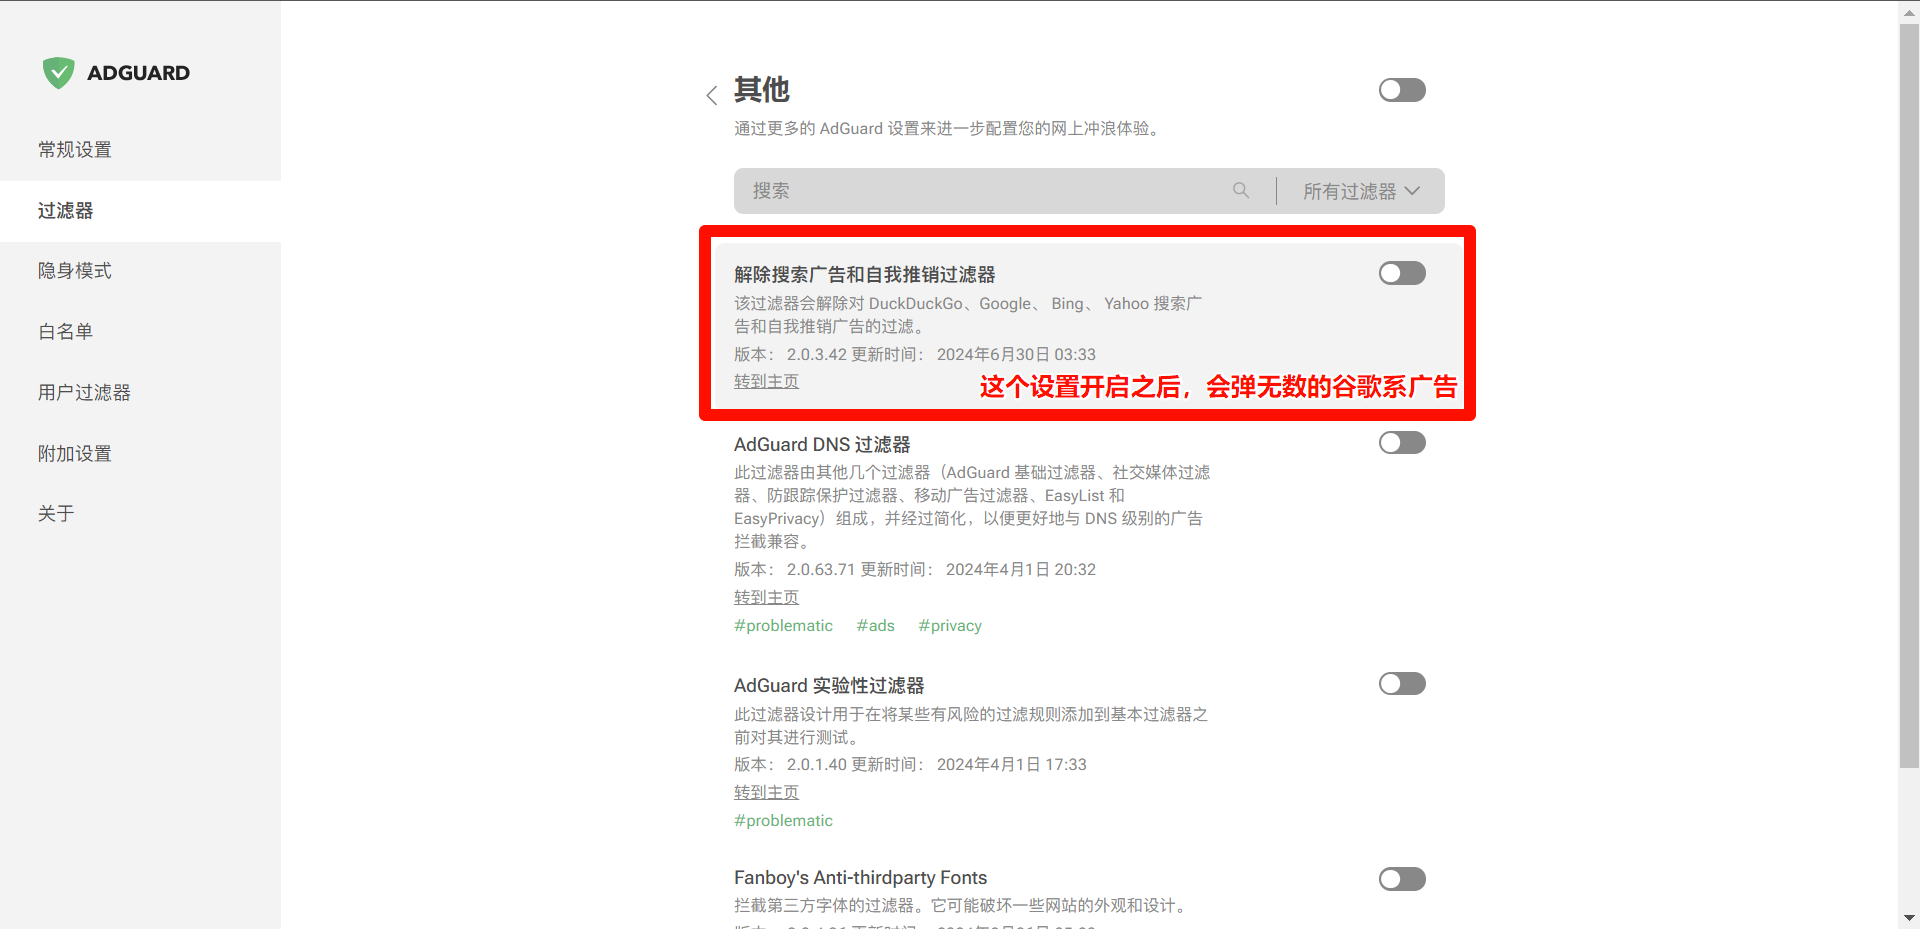 ADGUARD
常规设置
过滤器
隐身模式
白名单
用户过滤器
附加设置
关于
其他
通过更多的 AdGuard 设置来进一步配置您的网上冲浪体验。
搜索
所有过滤器
解除搜索广告和自我推销过滤器
该过滤器会解除对 DuckDuckGo、Google、 Bing、 Yahoo 搜索广
告和自我推销广告的过滤。
版本： 2.0.3.42 更新时间： 2024年6月30日 03:33
转到主页
这个设置开启之后，会弹无数的谷歌系广告
AdGuard DNS 过滤器
此过滤器由其他几个过滤器（AdGuard 基础过滤器、社交媒体过滤
器、防跟踪保护过滤器、移动广告过滤器、EasyList 和
EasyPrivacy）组成，并经过简化，以便更好地与 DNS 级别的广告
拦截兼容。
版本： 2.0.63.71 更新时间： 2024年4月1日 20:32
转到主页
#problematic #ads #privacy
AdGuard 实验性过滤器
此过滤器设计用于在将某些有风险的过滤规则添加到基本过滤器之
前对其进行测试。
版本： 2.0.1.40 更新时间： 2024年4月1日 17:33
转到主页
#problematic
Fanboy's Anti-thirdparty Fonts
拦截第三方字体的过滤器。它可能破坏一些网站的外观和设计。